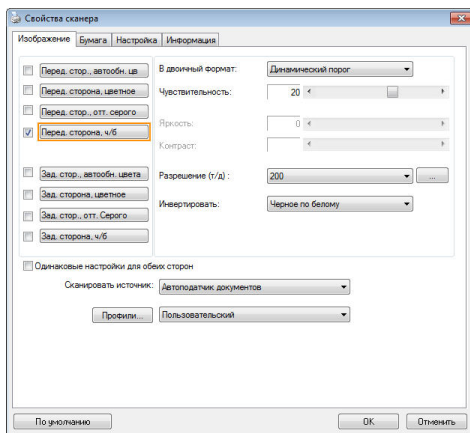 Свойства сканера
Изображение Бумага Настройка Информация
Перед. стор., автообн. цв
Перед. сторона, цветное
Перед. стор., отт. серого
Перед. сторона, ч/б
Зад. стор., автообн. цвета
Зад. сторона, цветное
Зад. стор., отт. Серого
Зад. сторона, ч/б
В двоичный формат: Динамический порог
Чувствительность: 20
Яркость: 0
Контраст:
Разрешение (т/д) : 200 ...
Инвертировать: Черное по белому
Одинаковые настройки для обеих сторон
Сканировать источник: Автоподатчик документов
Профили... Пользовательский
По умолчанию OK Отменить